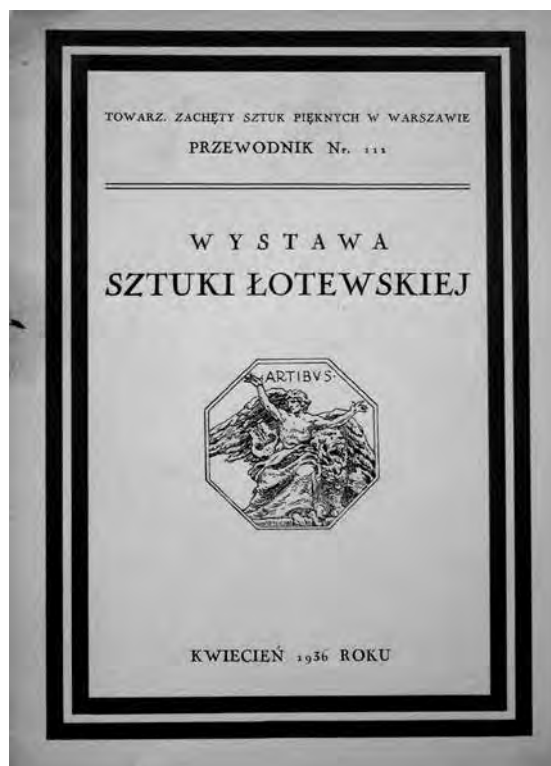 TOWARZ. ZACHĘTY SZTUK PIĘKNYCH W WARSZAWIE
PRZEWODNIK Nr. 111
WYSTAWA
SZTUKI ŁOTEWSKIEJ
·ARTIBVS·
KWIECIEŃ 1936 ROKU